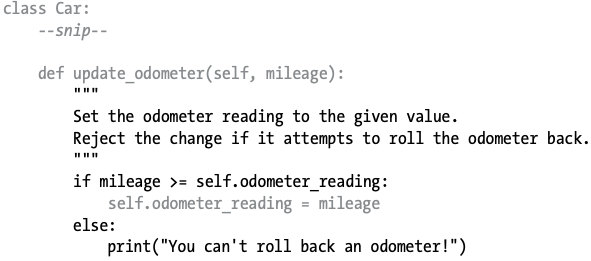 class Car:
    --snip--

    def update_odometer(self, mileage):
        """
        Set the odometer reading to the given value.
        Reject the change if it attempts to roll the odometer back.
        """
        if mileage >= self.odometer_reading:
            self.odometer_reading = mileage
        else:
            print("You can't roll back an odometer!")